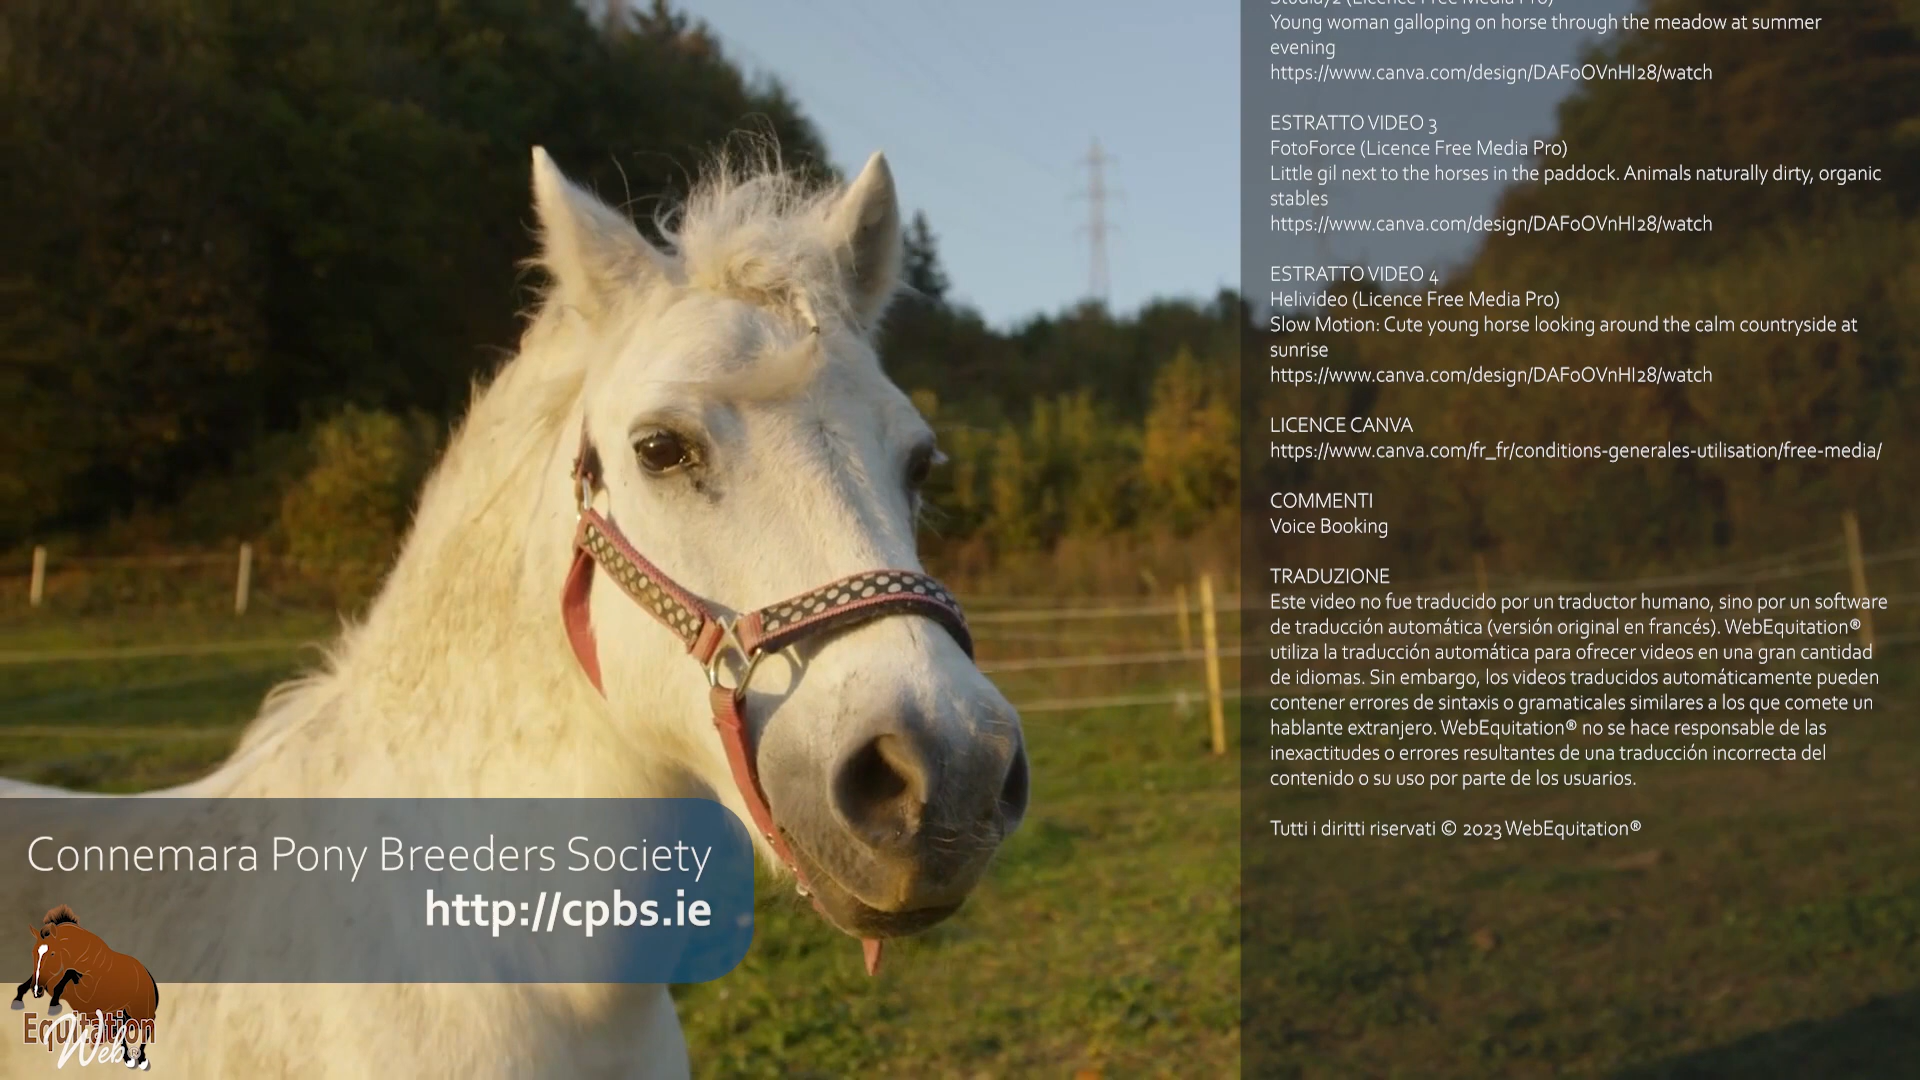 Young woman galloping on horse through the meadow at summer
evening
https://www.canva.com/design/DAFoOVnHI28/watch
ESTRATTO VIDEO 3
FotoForce (Licence Free Media Pro)
Little gil next to the horses in the paddock. Animals naturally dirty, organic
stables
https://www.canva.com/design/DAFoOVnHI28/watch
ESTRATTO VIDEO 4
Helivideo (Licence Free Media Pro)
Slow Motion: Cute young horse looking around the calm countryside at
sunrise
https://www.canva.com/design/DAFoOVnHI28/watch
LICENCE CANVA
https://www.canva.com/fr_fr/conditions-generales-utilisation/free-media/
COMMENTI
Voice Booking
TRADUZIONE
Este video no fue traducido por un traductor humano, sino por un software
de traducción automática (versión original en francés). WebEquitation®
utiliza la traducción automática para ofrecer videos en una gran cantidad
de idiomas. Sin embargo, los videos traducidos automáticamente pueden
contener errores de sintaxis o gramaticales similares a los que comete un
hablante extranjero. WebEquitation® no se hace responsable de las
inexactitudes o errores resultantes de una traducción incorrecta del
contenido o su uso por parte de los usuarios.
Tutti i diritti riservati © 2023 WebEquitation®
Connemara Pony Breeders Society
http://cpbs.ie
Equitation
Web